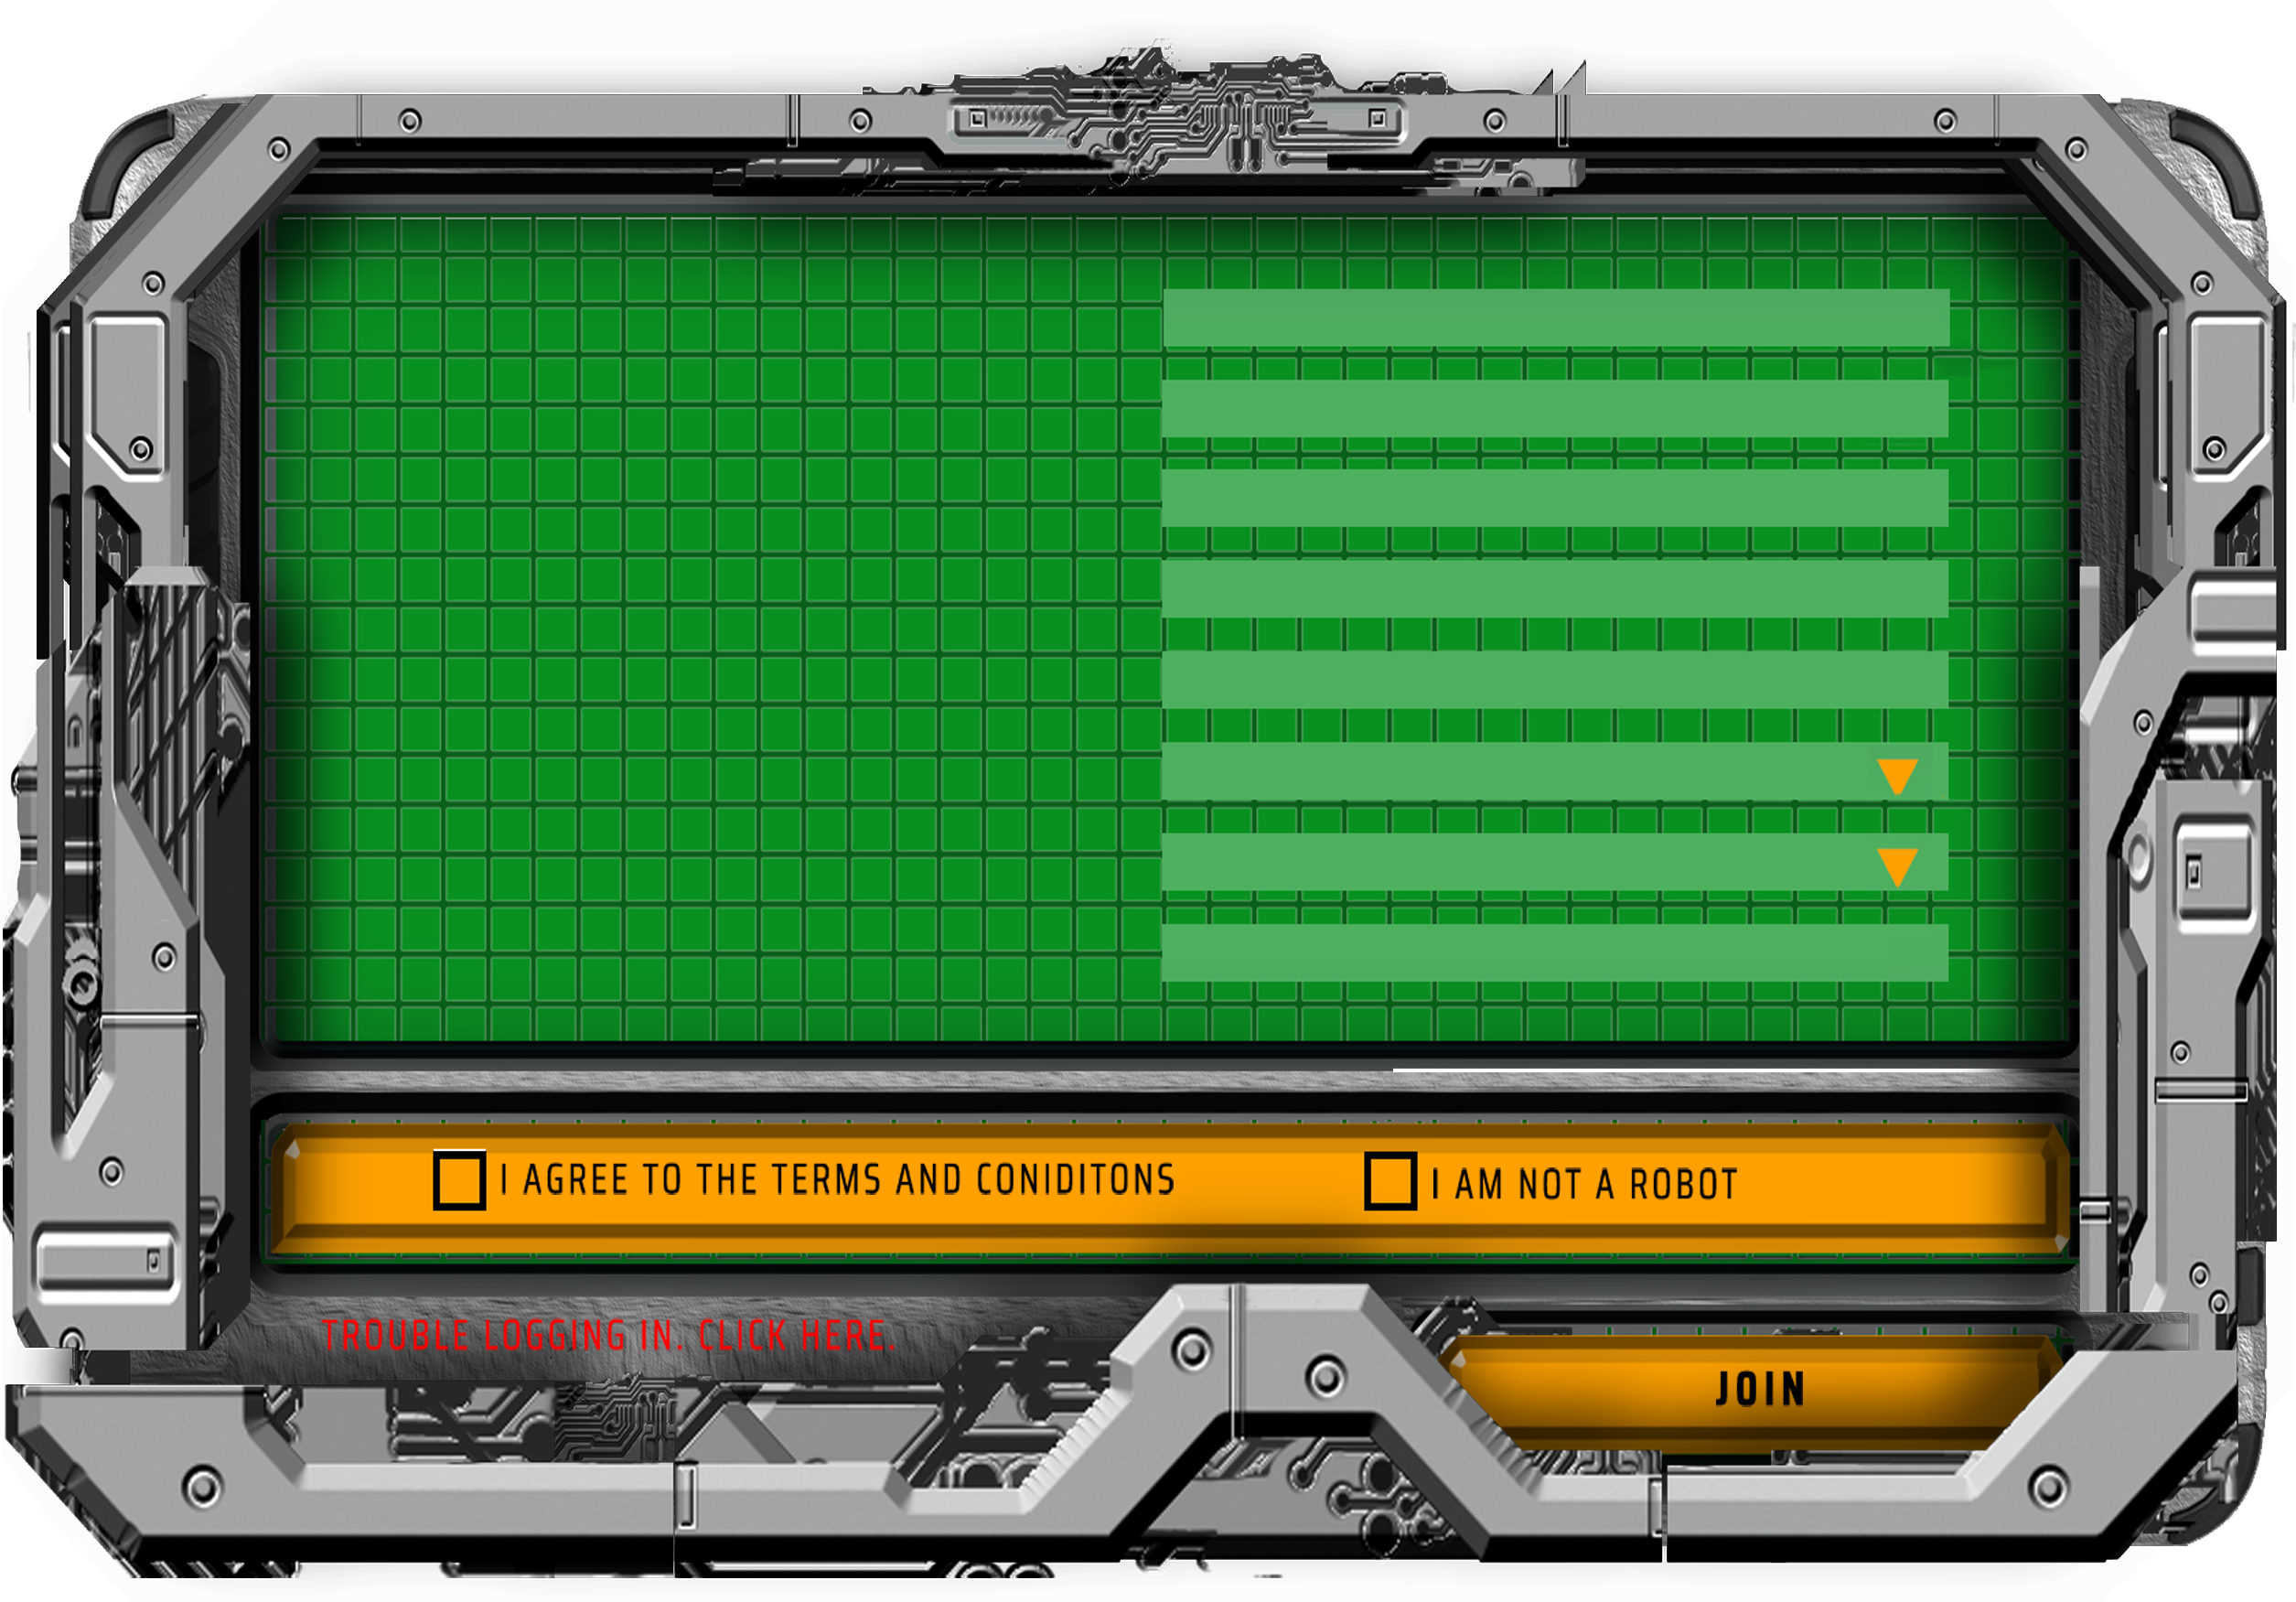 I AGREE TO THE TERMS AND CONIDITONS
I AM NOT A ROBOT
TROUBLE LOGGING IN. CLICK HERE.
JOIN